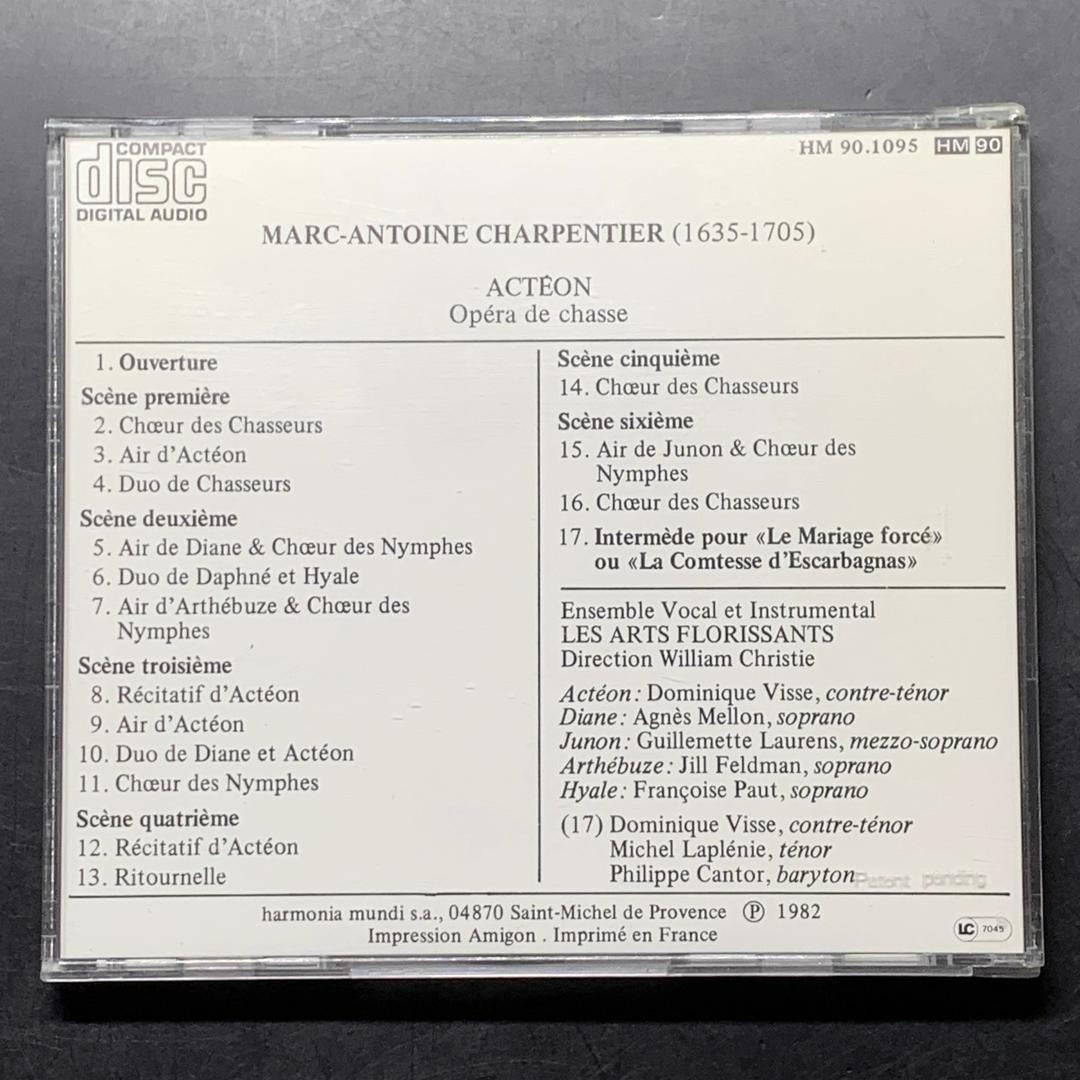 COMPACT
disc
DIGITAL AUDIO
HM 90.1095 HM 90
MARC-ANTOINE CHARPENTIER (1635-1705)
ACTÉON
Opéra de chasse
1. Ouverture
Scène première
2. Chœur des Chasseurs
3. Air d'Actéon
4. Duo de Chasseurs
Scène deuxième
5. Air de Diane & Chœur des Nymphes
6. Duo de Daphné et Hyale
7. Air d'Arthébuze & Chœur des
Nymphes
Scène troisième
8. Récitatif d'Actéon
9. Air d'Actéon
10. Duo de Diane et Actéon
11. Chœur des Nymphes
Scène quatrième
12. Récitatif d'Actéon
13. Ritournelle
Scène cinquième
14. Chœur des Chasseurs
Scène sixième
15. Air de Junon & Chœur des
Nymphes
16. Chœur des Chasseurs
17. Intermède pour «Le Mariage forcé»
ou «La Comtesse d'Escarbagnas»
Ensemble Vocal et Instrumental
LES ARTS FLORISSANTS
Direction William Christie
Actéon : Dominique Visse, contre-ténor
Diane : Agnès Mellon, soprano
Junon : Guillemette Laurens, mezzo-soprano
Arthébuze : Jill Feldman, soprano
Hyale : Françoise Paut, soprano
(17) Dominique Visse, contre-ténor
Michel Laplénie, ténor
Philippe Cantor, baryton
Patent pending
harmonia mundi s.a., 04870 Saint-Michel de Provence Ⓟ 1982
Impression Amigon . Imprimé en France
LC 7045